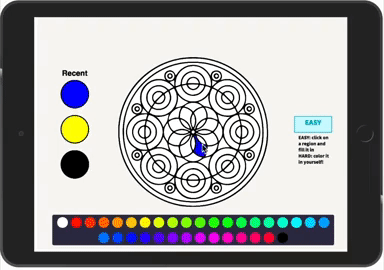 Recent
EASY
EASY: click on
a region and
fill it in
HARD: color it
in yourself!